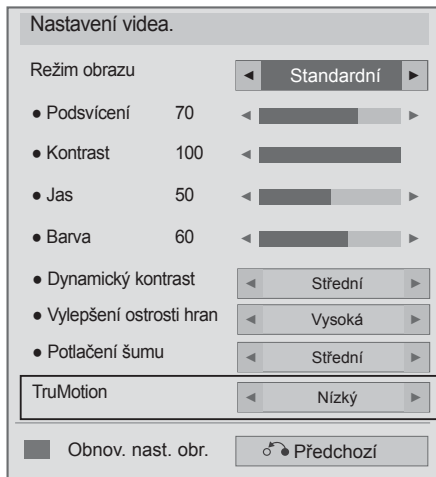 Nastavení videa.
Režim obrazu ◄ Standardní ►
● Podsvícení 70 ◄ ►
● Kontrast 100 ◄
● Jas 50 ◄ ►
● Barva 60 ◄ ►
● Dynamický kontrast ◄ Střední ►
● Vylepšení ostrosti hran ◄ Vysoká ►
● Potlačení šumu ◄ Střední ►
TruMotion ◄ Nízký ►
Obnov. nast. obr. Předchozí